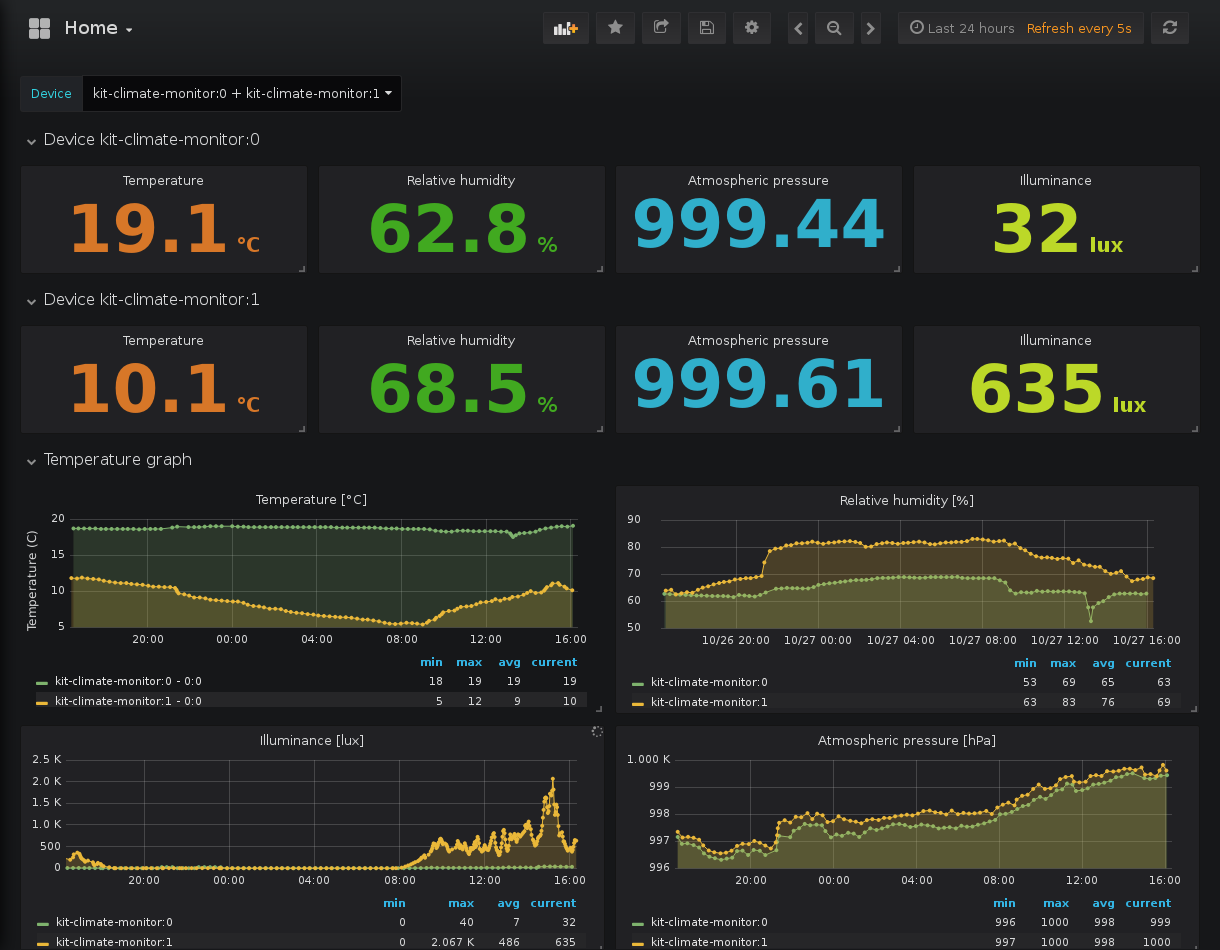 Home
Last 24 hours Refresh every 5s
Device kit-climate-monitor:0 + kit-climate-monitor:1
Device kit-climate-monitor:0
Temperature Relative humidity Atmospheric pressure Illuminance
19.1 °C 62.8 % 999.44 32 lux
Device kit-climate-monitor:1
Temperature Relative humidity Atmospheric pressure Illuminance
10.1 °C 68.5 % 999.61 635 lux
Temperature graph
Temperature [°C]
Temperature (C)
20
15
10
5
20:00 00:00 04:00 08:00 12:00 16:00
min max avg current
kit-climate-monitor:0 - 0:0 18 19 19 19
kit-climate-monitor:1 - 0:0 5 12 9 10
Relative humidity [%]
90
80
70
60
50
10/26 20:00 10/27 00:00 10/27 04:00 10/27 08:00 10/27 12:00 10/27 16:00
min max avg current
kit-climate-monitor:0 53 69 65 63
kit-climate-monitor:1 63 83 76 69
Illuminance [lux]
2.5 K
2.0 K
1.5 K
1.0 K
500
0
20:00 00:00 04:00 08:00 12:00 16:00
min max avg current
kit-climate-monitor:0 0 40 7 32
kit-climate-monitor:1 0 2.067 K 486 635
Atmospheric pressure [hPa]
1.000 K
999
998
997
996
20:00 00:00 04:00 08:00 12:00 16:00
min max avg current
kit-climate-monitor:0 996 1000 998 999
kit-climate-monitor:1 997 1000 998 1000